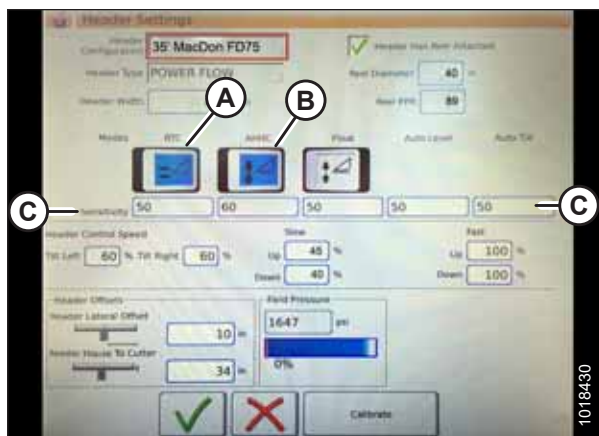 Header Settings
Header Configuration 35' MacDon FD75 Header Has Reel Attached
Header Type POWER FLOW Reel Diameter 40 in
Header Width Reel PPR 89
A B
Modes RTC AHHC Float Auto Level Auto Tilt
C Sensitivity 50 60 50 50 50 C
Header Control Speed Slow Fast
Tilt Left 60 % Tilt Right 60 % Up 45 % Up 100 %
Down 40 % Down 100 %
Header Offsets Field Pressure
Header Lateral Offset 1647 psi
10 in
Feeder House To Cutter 0%
34 in
Calibrate
1018430